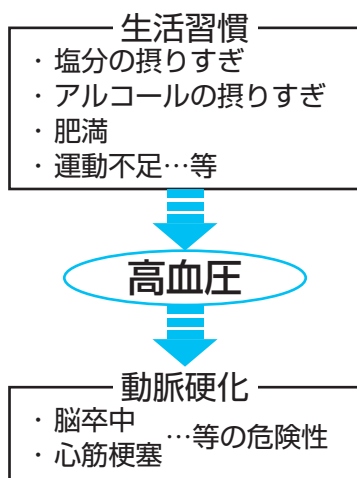 生活習慣
・塩分の摂りすぎ
・アルコールの摂りすぎ
・肥満
・運動不足…等
高血圧
動脈硬化
・脳卒中
・心筋梗塞
…等の危険性